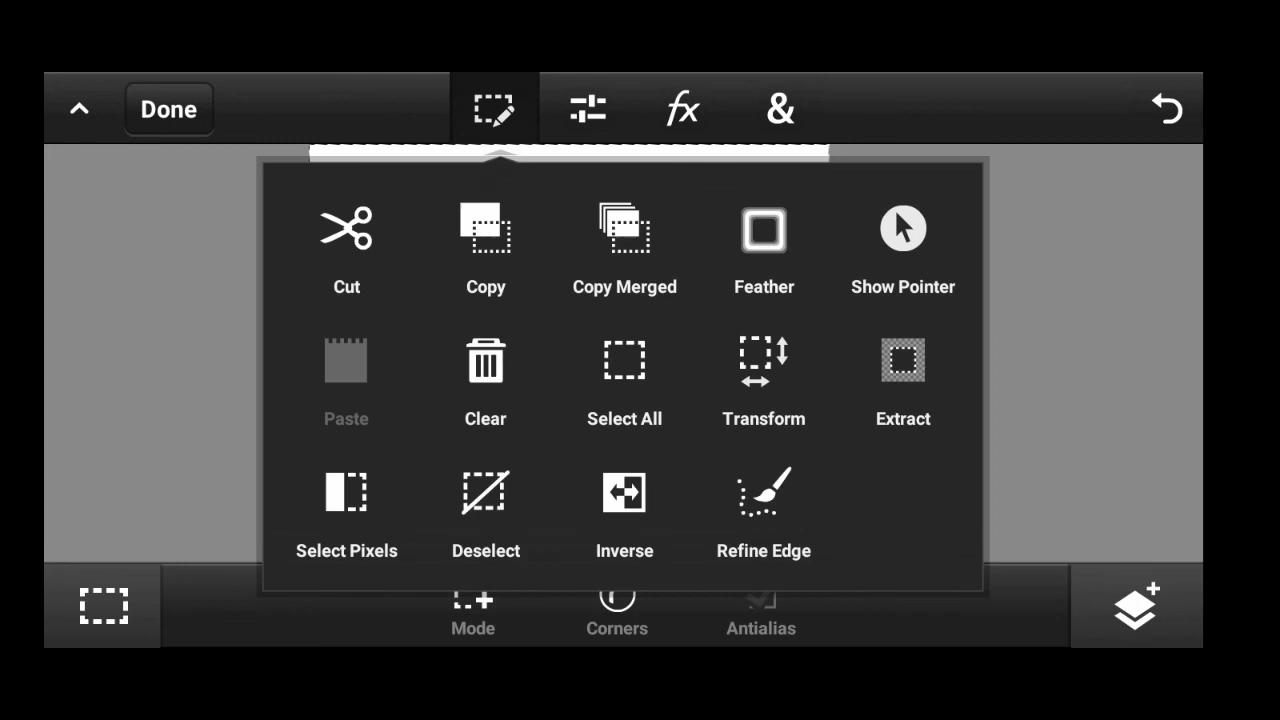 Done
fx
&
Cut
Copy
Copy Merged
Feather
Show Pointer
Paste
Clear
Select All
Transform
Extract
Select Pixels
Deselect
Inverse
Refine Edge
Mode
Corners
Antialias